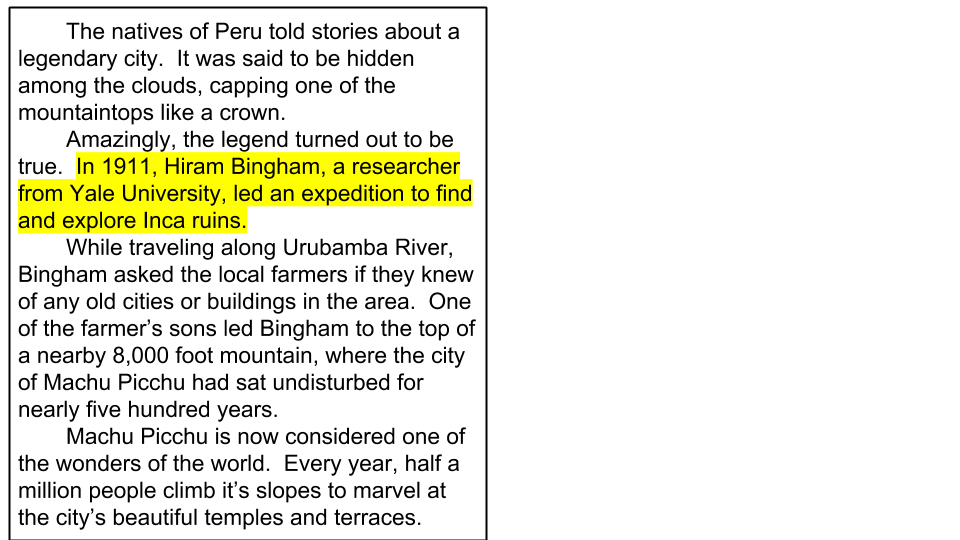 The natives of Peru told stories about a
legendary city.  It was said to be hidden
among the clouds, capping one of the
mountaintops like a crown.
Amazingly, the legend turned out to be
true.  In 1911, Hiram Bingham, a researcher
from Yale University, led an expedition to find
and explore Inca ruins.
While traveling along Urubamba River,
Bingham asked the local farmers if they knew
of any old cities or buildings in the area.  One
of the farmer’s sons led Bingham to the top of
a nearby 8,000 foot mountain, where the city
of Machu Picchu had sat undisturbed for
nearly five hundred years.
Machu Picchu is now considered one of
the wonders of the world.  Every year, half a
million people climb it’s slopes to marvel at
the city’s beautiful temples and terraces.